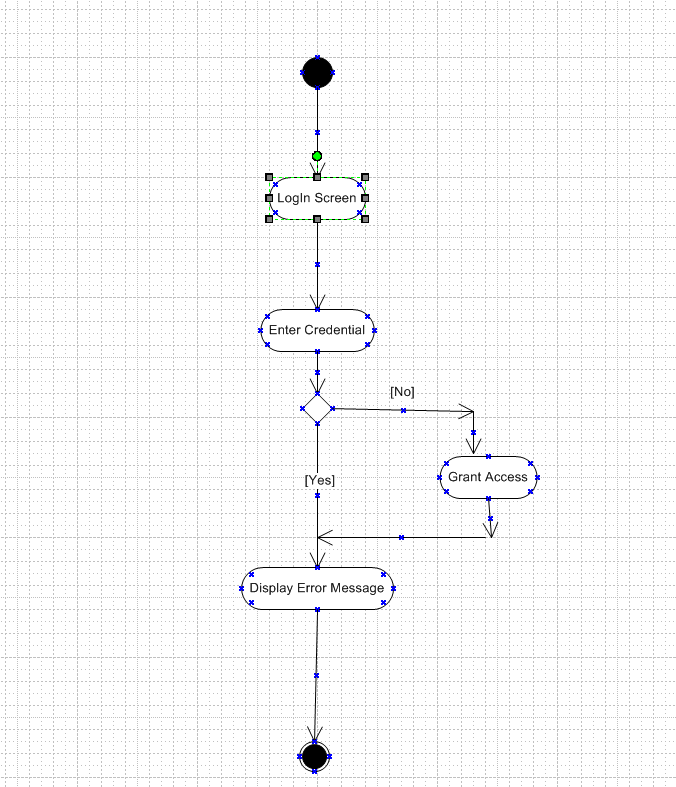 LogIn Screen
Enter Credential
[No]
Grant Access
[Yes]
Display Error Message